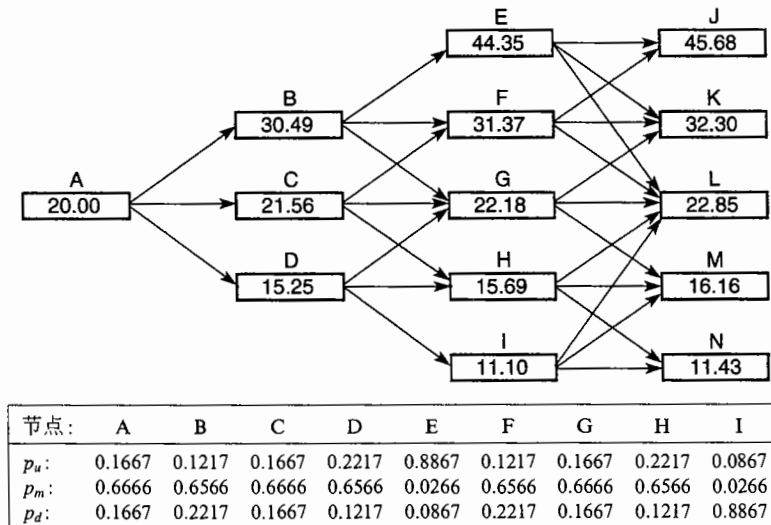 E J
44.35 45.68
B F K
30.49 31.37 32.30
A C G L
20.00 21.56 22.18 22.85
D H M
15.25 15.69 16.16
I N
11.10 11.43
节点: A B C D E F G H I
pu: 0.1667 0.1217 0.1667 0.2217 0.8867 0.1217 0.1667 0.2217 0.0867
pm: 0.6666 0.6566 0.6666 0.6566 0.0266 0.6566 0.6666 0.6566 0.0266
pd: 0.1667 0.2217 0.1667 0.1217 0.0867 0.2217 0.1667 0.1217 0.8867